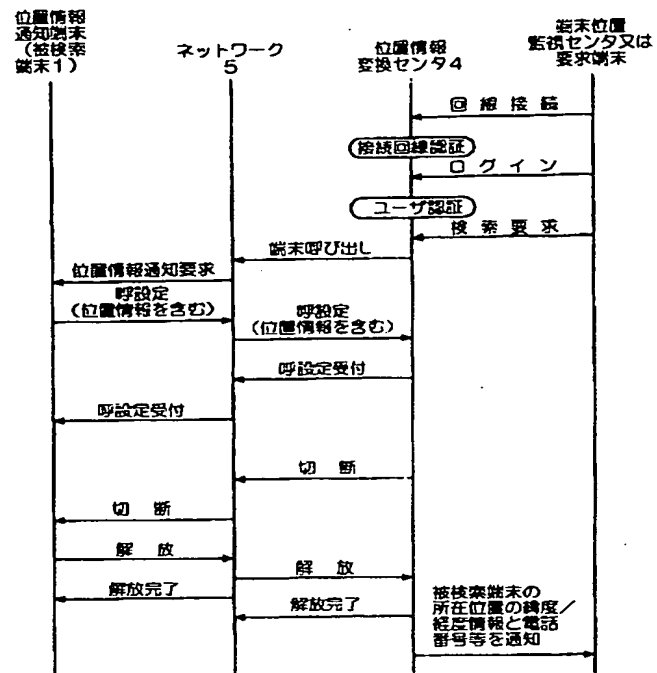 位置情報
通知端末
(被検索
端末1)
ネットワーク
5
位置情報
変換センタ4
端末位置
監視センタ又は
要求端末
回線接続
接続回線認証
ログイン
ユーザ認証
検索要求
端末呼び出し
位置情報通知要求
呼設定
(位置情報を含む)
呼設定
(位置情報を含む)
呼設定受付
呼設定受付
切断
切断
解放
解放
解放完了
解放完了
被検索端末の
所在位置の緯度/
経度情報と電話
番号等を通知